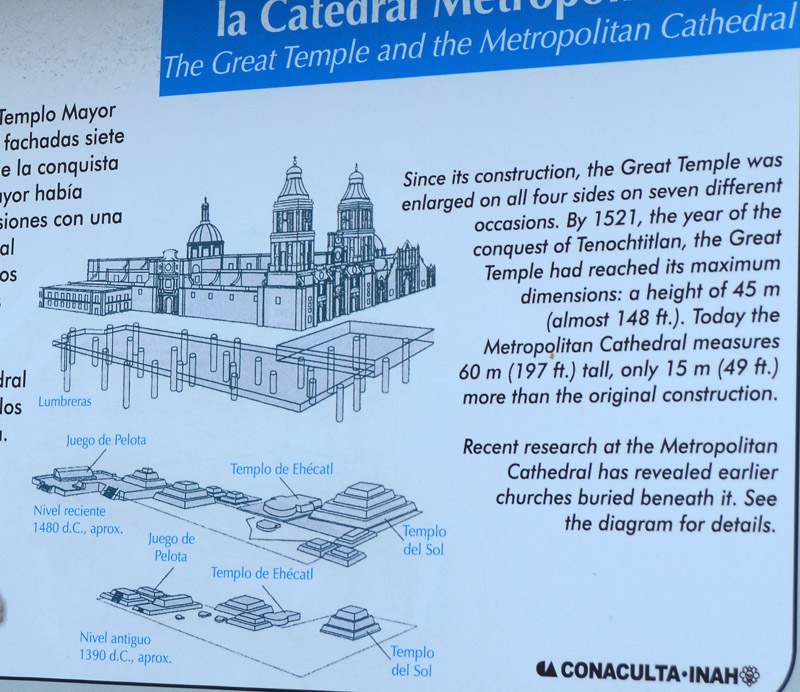 la Catedral Metropoli
The Great Temple and the Metropolitan Cathedral
Templo Mayor
fachadas siete
e la conquista
ayor había
siones con una
al
os
dral
los
Since its construction, the Great Temple was
enlarged on all four sides on seven different
occasions. By 1521, the year of the
conquest of Tenochtitlan, the Great
Temple had reached its maximum
dimensions: a height of 45 m
(almost 148 ft.). Today the
Metropolitan Cathedral measures
60 m (197 ft.) tall, only 15 m (49 ft.)
more than the original construction.
Recent research at the Metropolitan
Cathedral has revealed earlier
churches buried beneath it. See
the diagram for details.
Lumbreras
Juego de Pelota
Templo de Ehécatl
Nivel reciente
1480 d.C., aprox.
Templo
del Sol
Juego de
Pelota
Templo de Ehécatl
Nivel antiguo
1390 d.C., aprox.
Templo
del Sol
CONACULTA·INAH